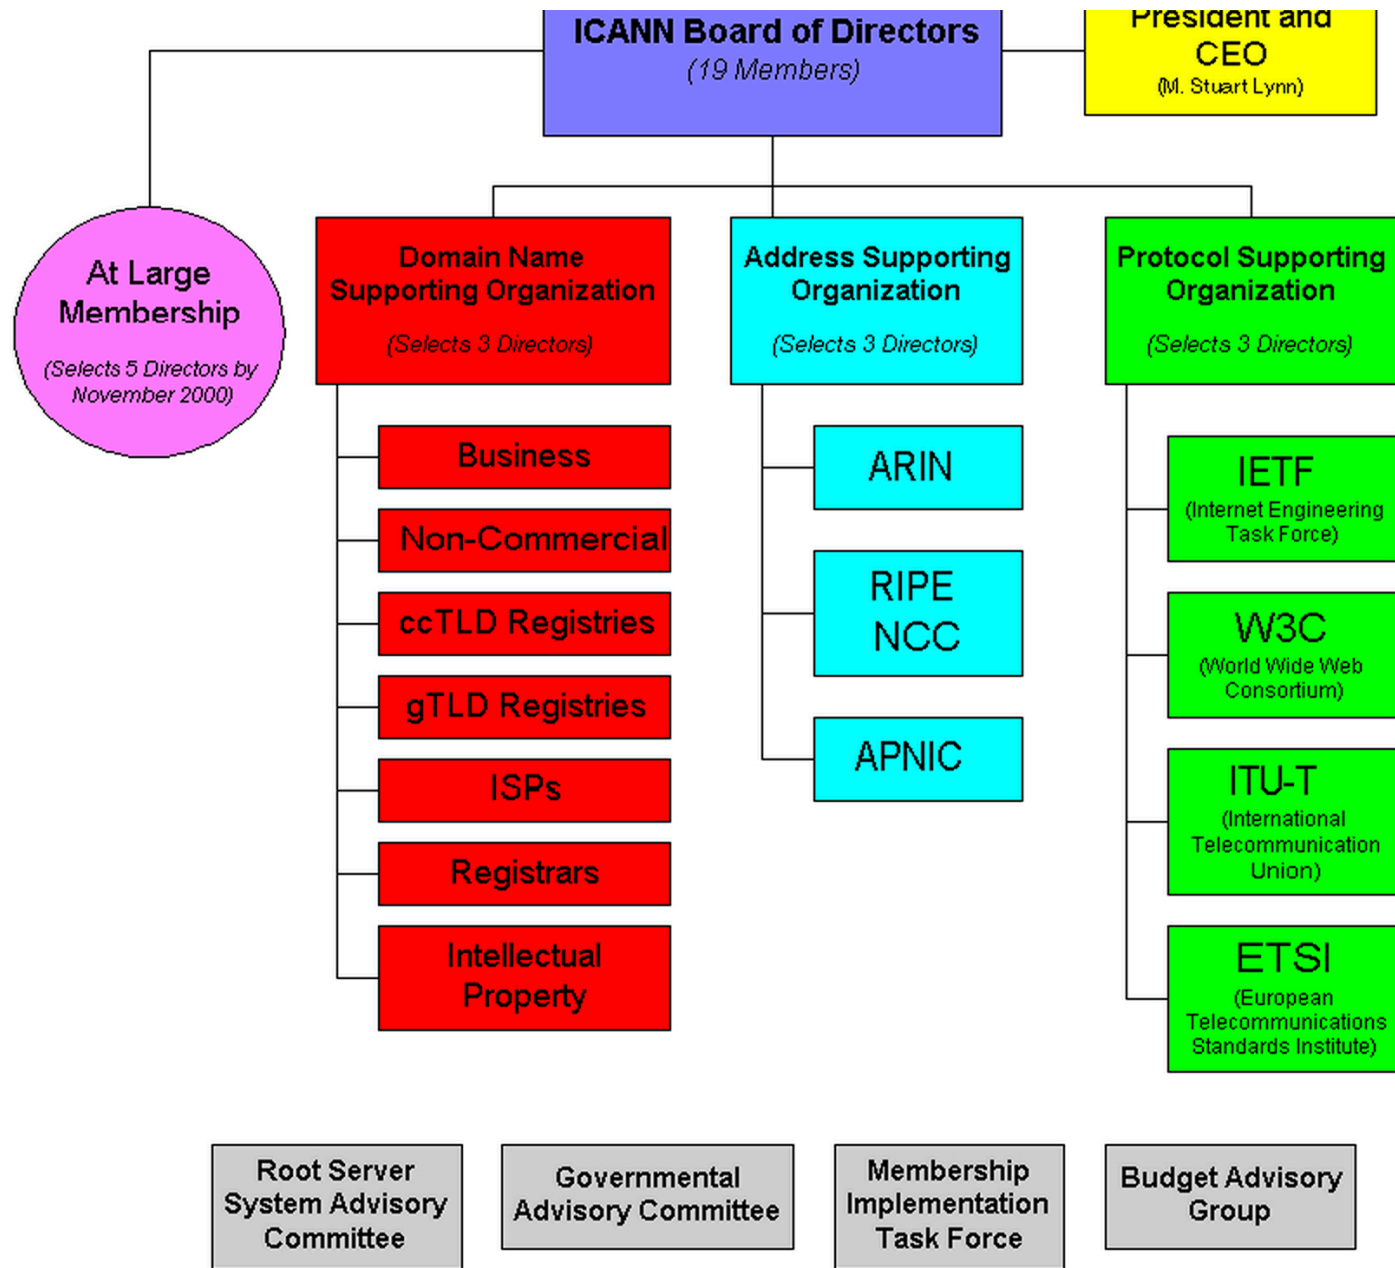 ICANN Board of Directors
(19 Members)
President and
CEO
(M. Stuart Lynn)
At Large
Membership
(Selects 5 Directors by
November 2000)
Domain Name
Supporting Organization
(Selects 3 Directors)
Business
Non-Commercial
ccTLD Registries
gTLD Registries
ISPs
Registrars
Intellectual
Property
Address Supporting
Organization
(Selects 3 Directors)
ARIN
RIPE
NCC
APNIC
Protocol Supporting
Organization
(Selects 3 Directors)
IETF
(Internet Engineering
Task Force)
W3C
(World Wide Web
Consortium)
ITU-T
(International
Telecommunication
Union)
ETSI
(European
Telecommunications
Standards Institute)
Root Server
System Advisory
Committee
Governmental
Advisory Committee
Membership
Implementation
Task Force
Budget Advisory
Group